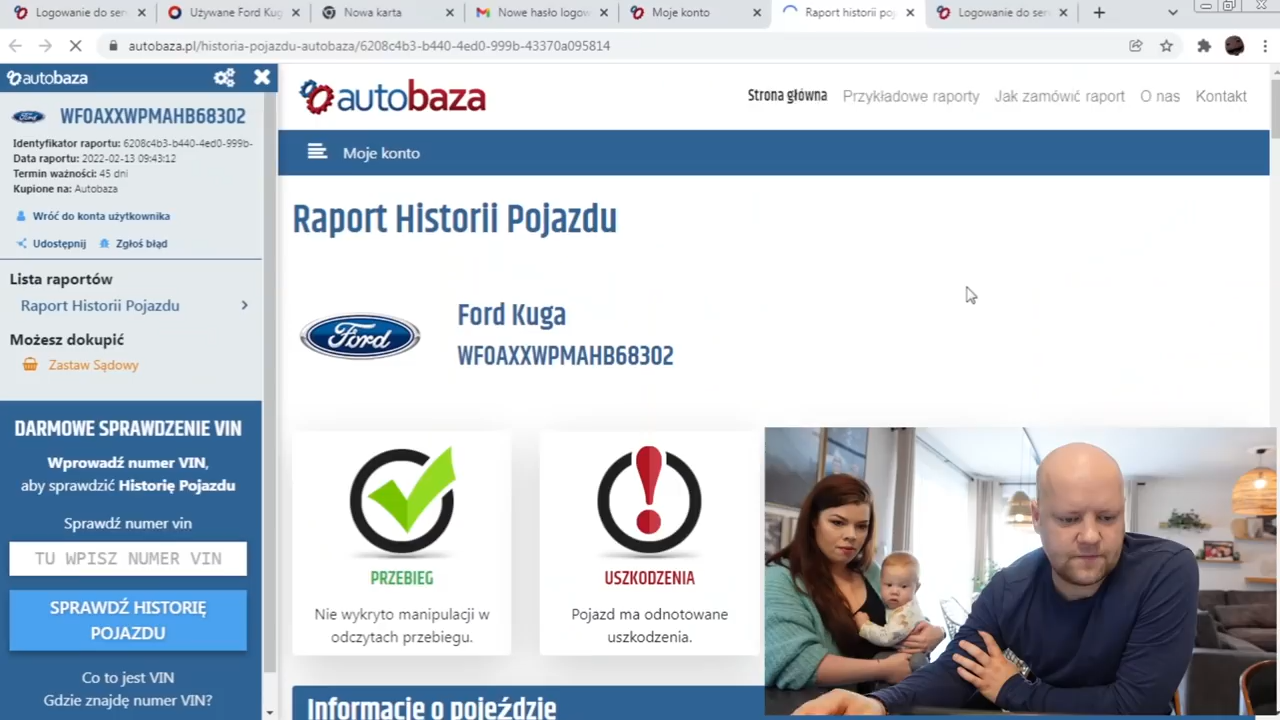 Logowanie do ser
Używane Ford Kug
Nowa karta
Nowe hasło logow
Moje konto
Raport historii poj
Logowanie do ser
autobaza.pl/historia-pojazdu-autobaza/6208c4b3-b440-4ed0-999b-43370a095814
autobaza
WF0AXXWPMAHB68302
Identyfikator raportu: 6208c4b3-b440-4ed0-999b-
Data raportu: 2022-02-13 09:43:12
Termin ważności: 45 dni
Kupione na: Autobaza
Wróć do konta użytkownika
Udostępnij
Zgłoś błąd
Lista raportów
Raport Historii Pojazdu
Możesz dokupić
Zastaw Sądowy
DARMOWE SPRAWDZENIE VIN
Wprowadź numer VIN,
aby sprawdzić Historię Pojazdu
Sprawdź numer vin
TU WPISZ NUMER VIN
SPRAWDŹ HISTORIĘ
POJAZDU
Co to jest VIN
Gdzie znajdę numer VIN?
autobaza
Strona główna
Przykładowe raporty
Jak zamówić raport
O nas
Kontakt
Moje konto
Raport Historii Pojazdu
Ford
Ford Kuga
WF0AXXWPMAHB68302
PRZEBIEG
Nie wykryto manipulacji w
odczytach przebiegu.
USZKODZENIA
Pojazd ma odnotowane
uszkodzenia.
Informacje o pojeździe